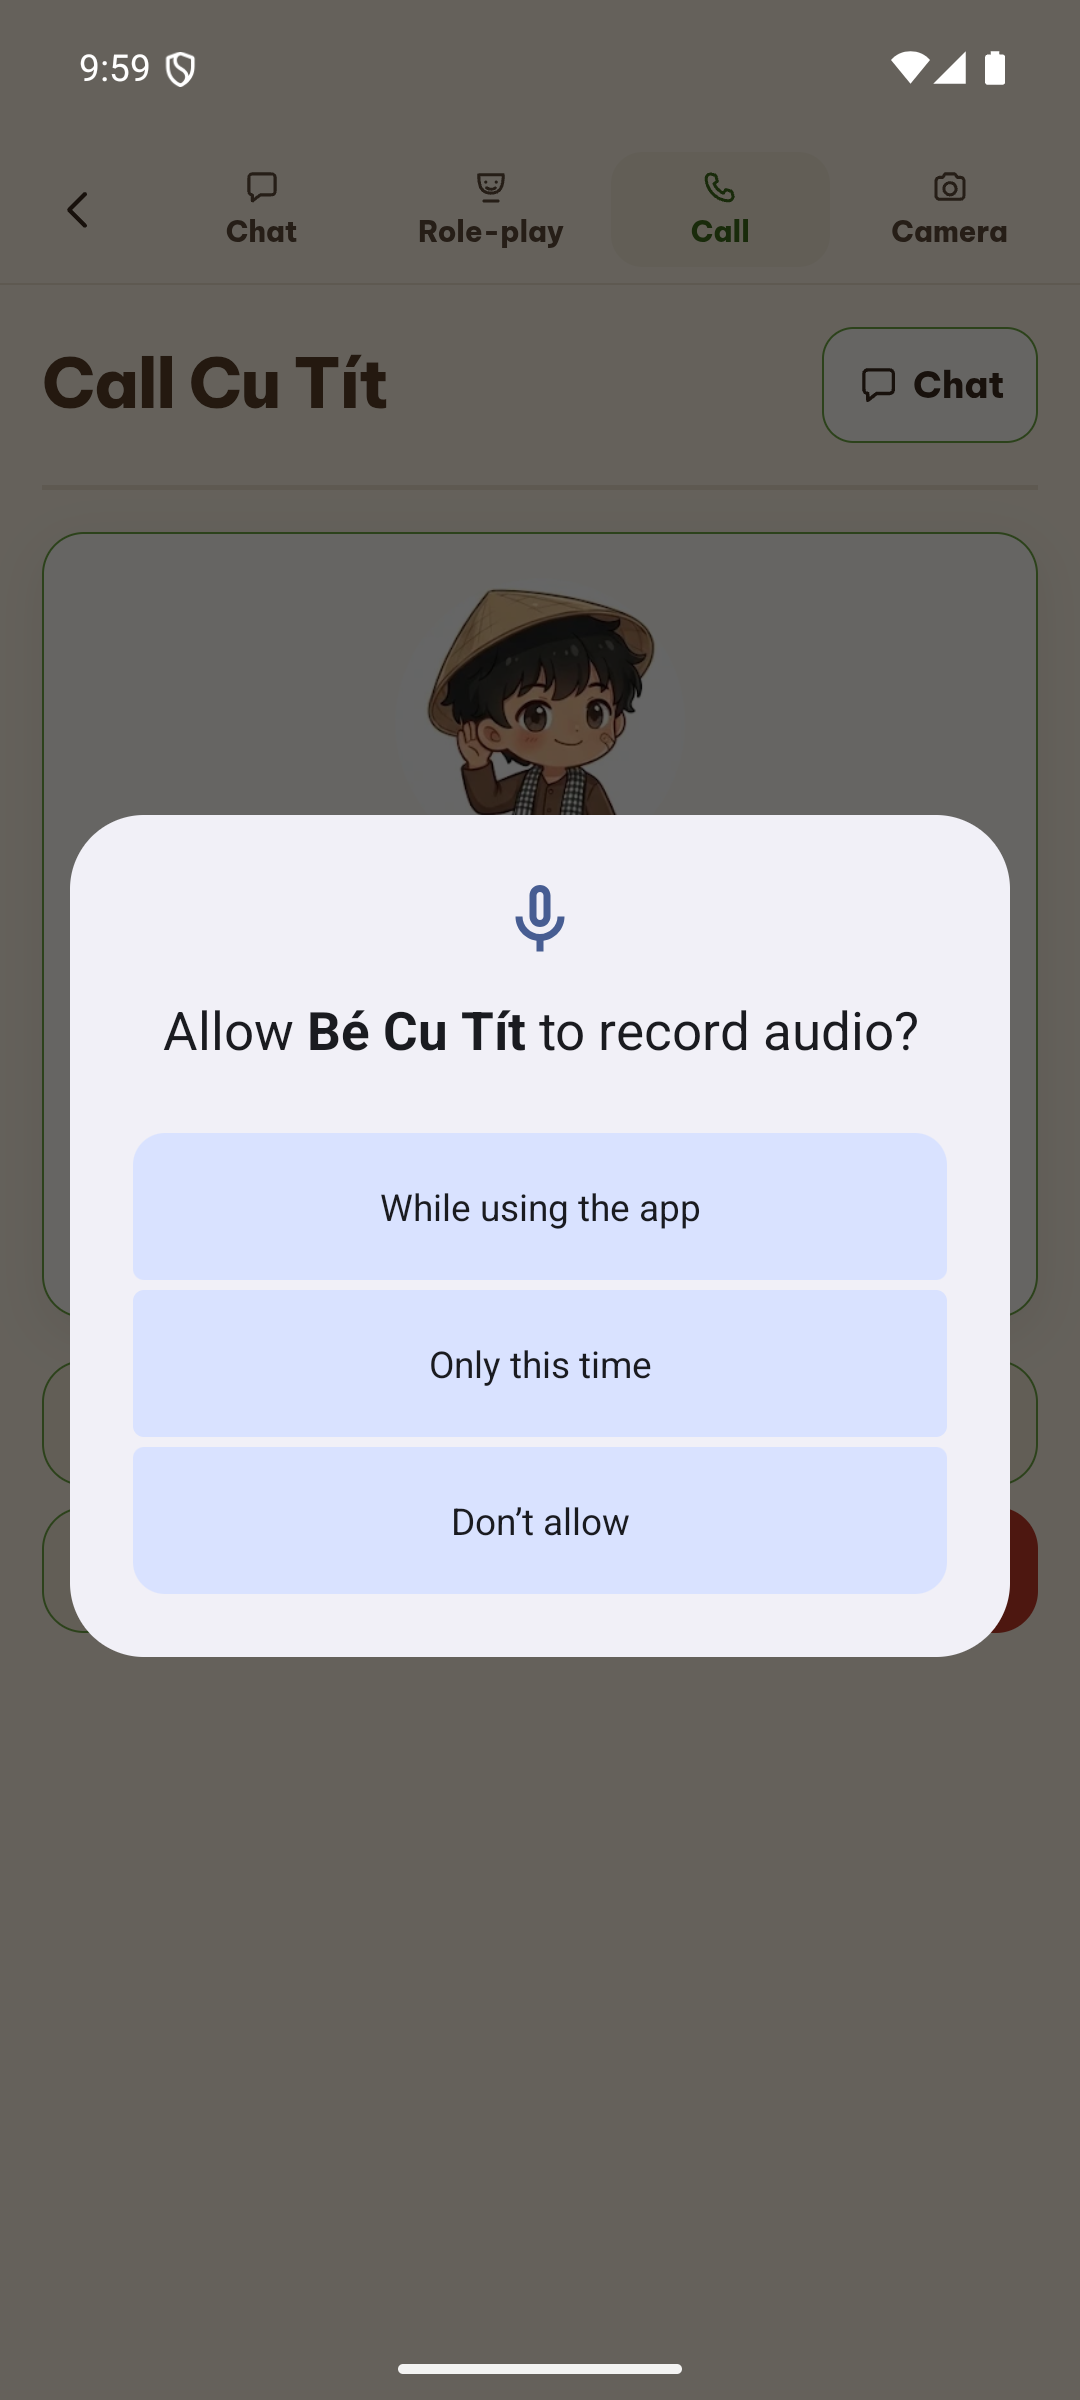 9:59
Chat
Role-play
Call
Camera
Call Cu Tít
Chat
Allow Bé Cu Tít to record audio?
While using the app
Only this time
Don’t allow